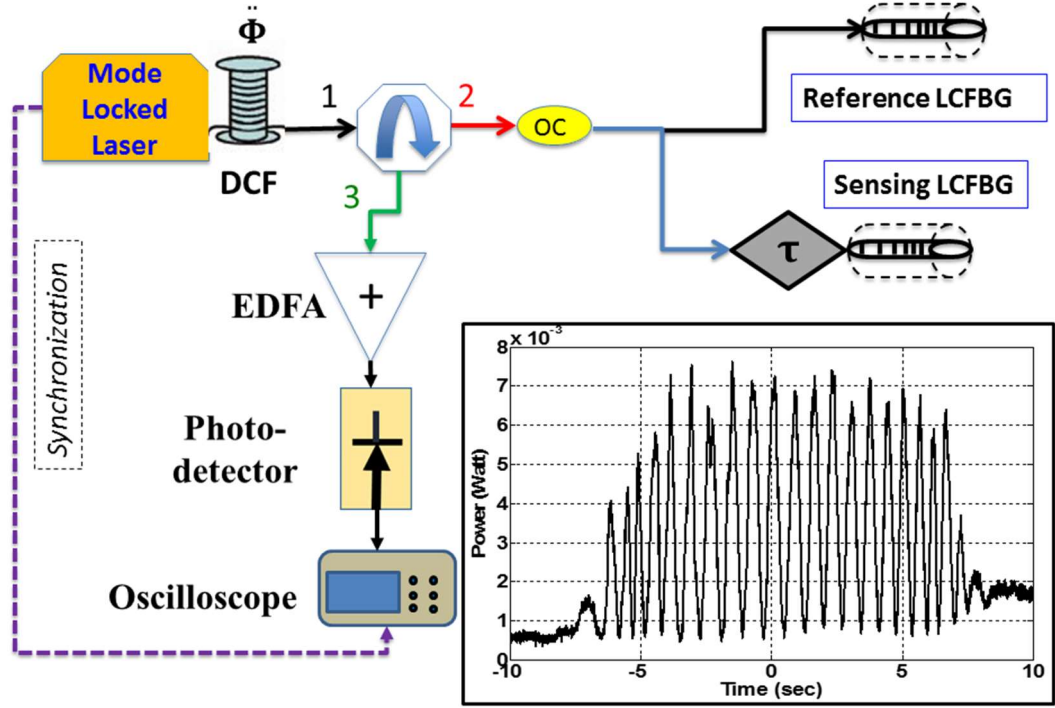 Φ̈
Mode
Locked
Laser
DCF
1
2
3
OC
Reference LCFBG
Sensing LCFBG
τ
Synchronization
EDFA
+
Photo-
detector
Oscilloscope
8 x 10⁻³
7
6
5
4
3
2
1
0
-10
-5
0
5
10
Power (Watt)
Time (sec)